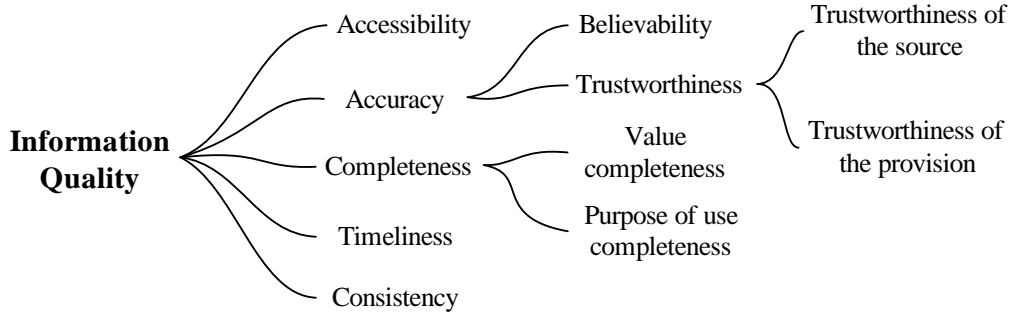 Information
Quality
Accessibility
Accuracy
Completeness
Timeliness
Consistency
Believability
Trustworthiness
Value
completeness
Purpose of use
completeness
Trustworthiness of
the source
Trustworthiness of
the provision